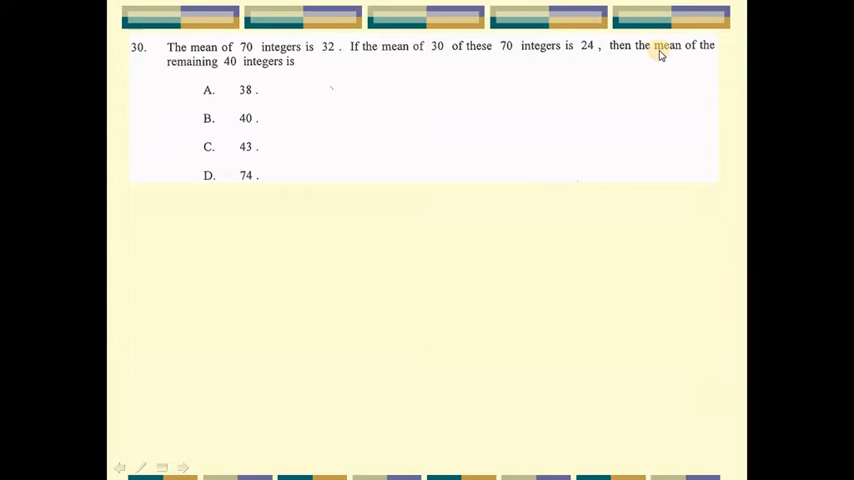 30. The mean of 70 integers is 32 . If the mean of 30 of these 70 integers is 24 , then the mean of the
remaining 40 integers is
A. 38 .
B. 40 .
C. 43 .
D. 74 .